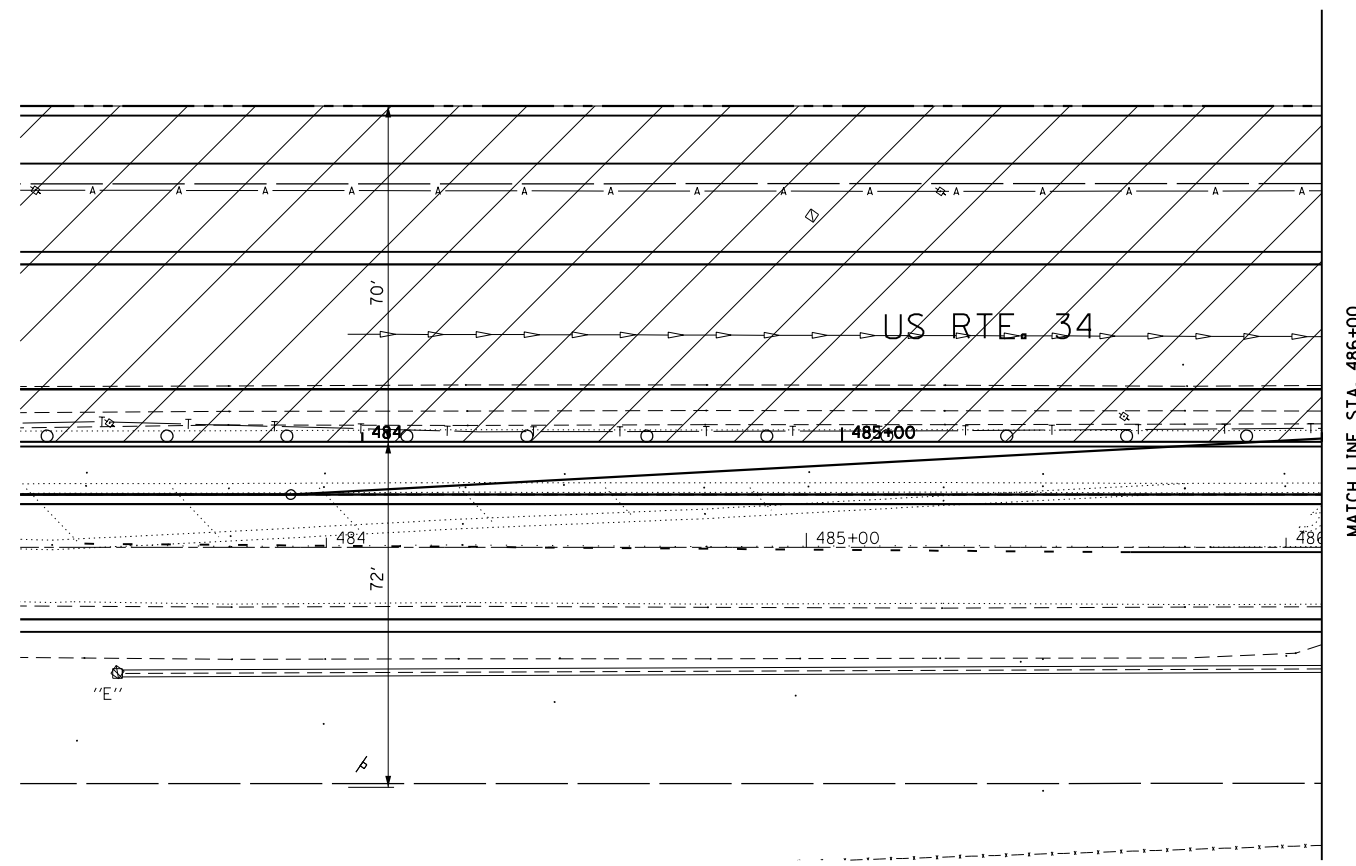 A A A A A A A A A A A A A A A
70'
US RTE. 34
T T T T T T T T T T T
484
485+00
484
485+00
486
72'
"E"
MATCH LINE STA. 486+00